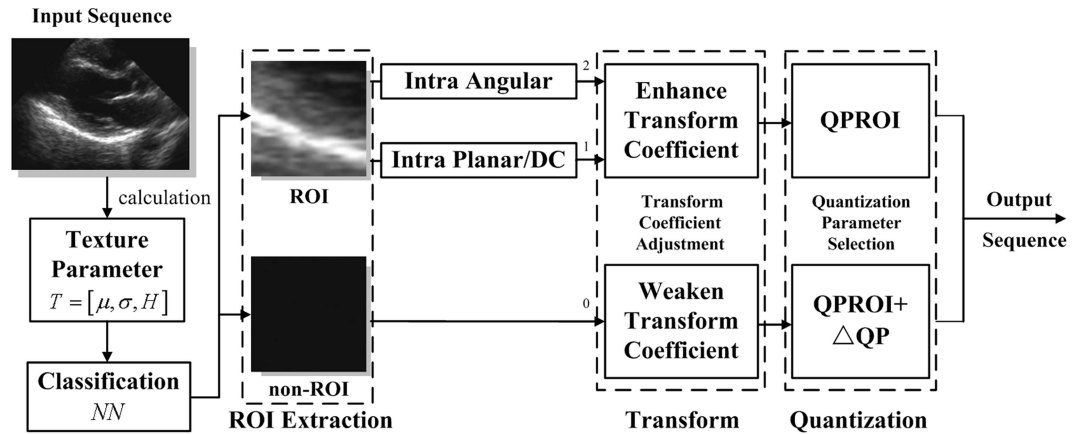 Input Sequence
calculation
Texture
Parameter
T = [μ, σ, H]
Classification
NN
ROI
non-ROI
ROI Extraction
Intra Angular
2
Intra Planar/DC
1
0
Enhance
Transform
Coefficient
Transform
Coefficient
Adjustment
Weaken
Transform
Coefficient
Transform
QPROI
Quantization
Parameter
Selection
QPROI+
△QP
Quantization
Output
Sequence